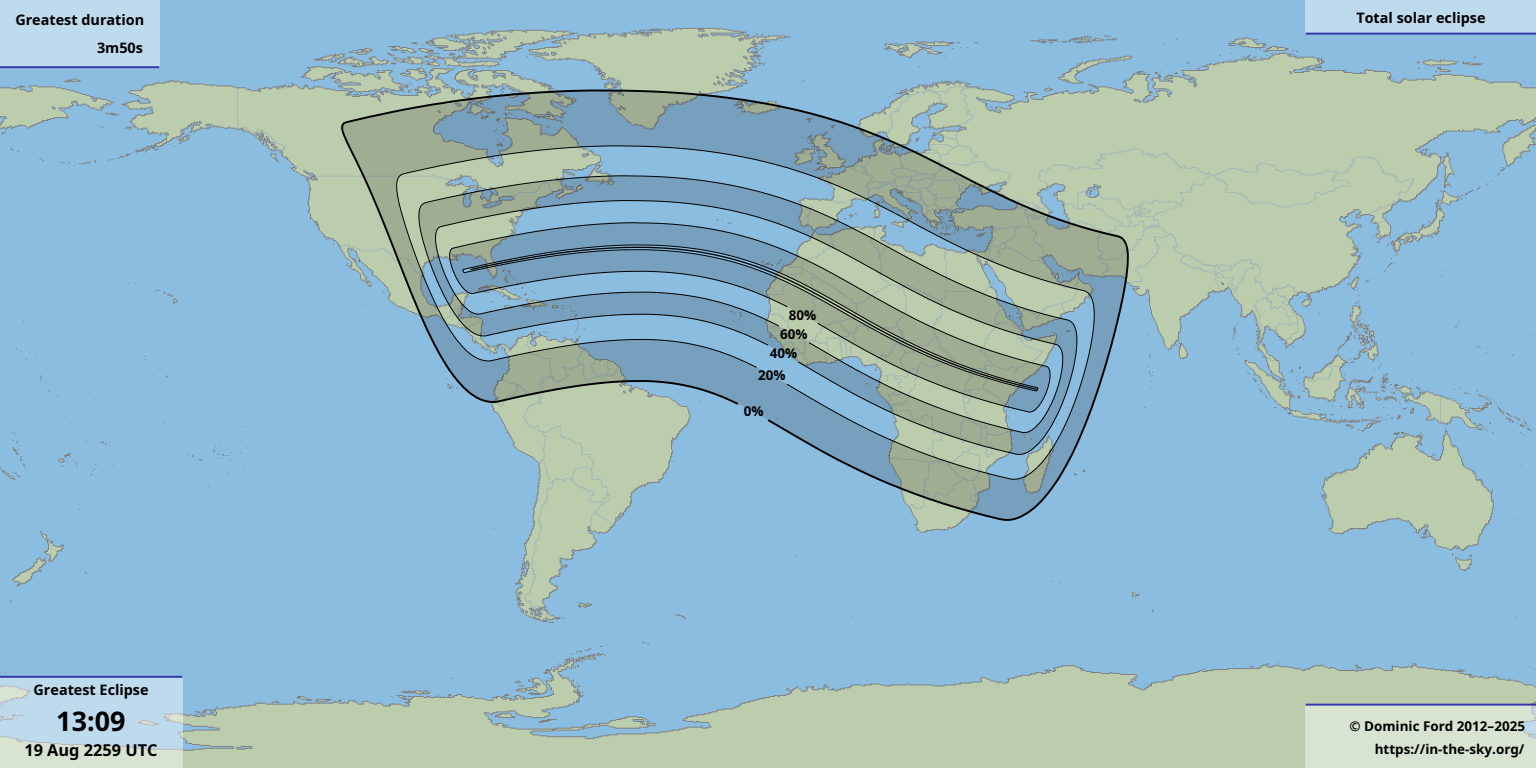 Greatest duration
3m50s
Total solar eclipse
80%
60%
40%
20%
0%
Greatest Eclipse
13:09
19 Aug 2259 UTC
© Dominic Ford 2012–2025
https://in-the-sky.org/